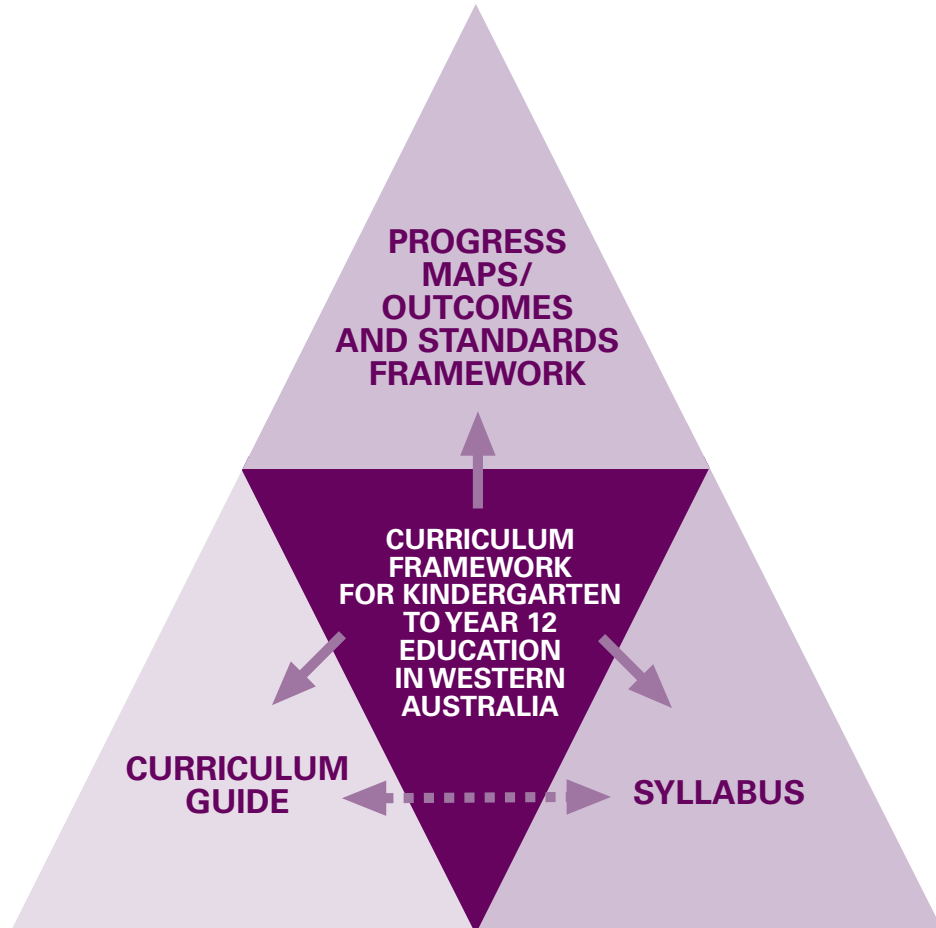 PROGRESS
MAPS/
OUTCOMES
AND STANDARDS
FRAMEWORK
CURRICULUM
FRAMEWORK
FOR KINDERGARTEN
TO YEAR 12
EDUCATION
IN WESTERN
AUSTRALIA
CURRICULUM
GUIDE
SYLLABUS